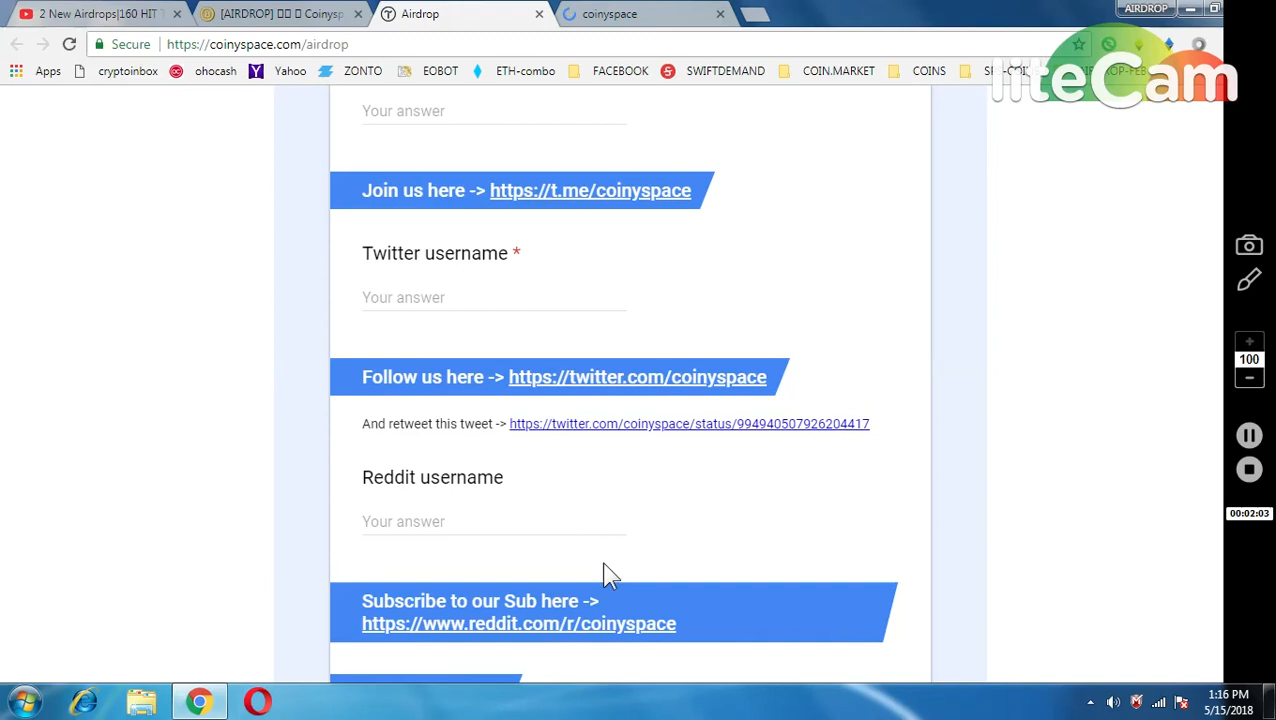 2 New Airdrops|160 HIT T
[AIRDROP] Coinysp
Airdrop
coinyspace
AIRDROP
Secure
https://coinyspace.com/airdrop
Apps
cryptoinbox
ohocash
Yahoo
ETH-combo
FACEBOOK
SWIFTDEMAND
COIN.MARKET
COINS
liteCam
Your answer
Join us here -> https://t.me/coinyspace
Twitter username *
Your answer
Follow us here -> https://twitter.com/coinyspace
And retweet this tweet -> https://twitter.com/coinyspace/status/994940507926204417
Reddit username
Your answer
Subscribe to our Sub here ->
https://www.reddit.com/r/coinyspace
100
00:02:03
1:16 PM
5/15/2018